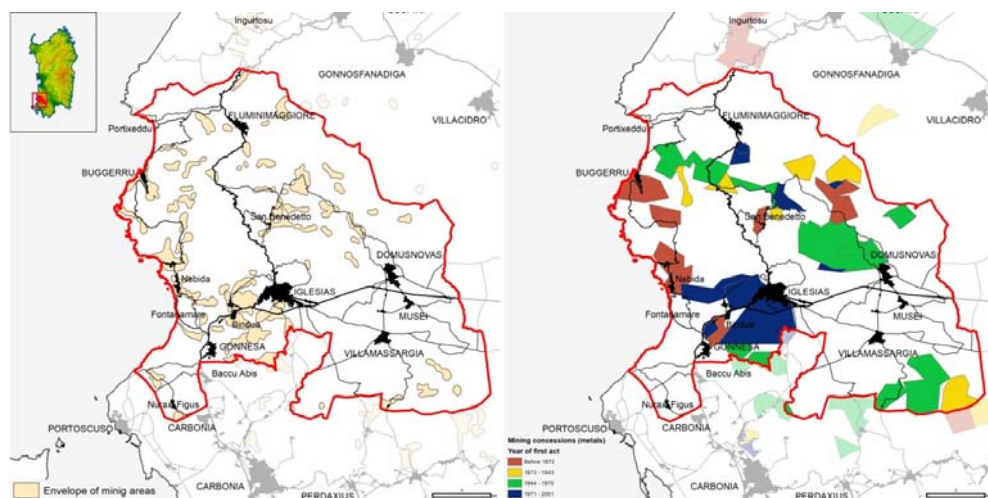 Ingurtosu
GONNOSFANADIGA
VILLACIDRO
FLUMINIMAGGIORE
Portixeddu
BUGGERRU
San Benedetto
DOMUSNOVAS
Nebida
IGLESIAS
Fontanamare
Bindua
MUSEI
GONNESA
VILLAMASSARGIA
Baccu Abis
Nuraxi Figus
PORTOSCUSO
CARBONIA
CARBONIA
PERDAXIUS
Envelope of minig areas
Ingurtosu
GONNOSFANADIGA
VILLACIDRO
FLUMINIMAGGIORE
Portixeddu
BUGGERRU
San Benedetto
DOMUSNOVAS
Nebida
IGLESIAS
Fontanamare
Bindua
MUSEI
GONNESA
VILLAMASSARGIA
Baccu Abis
Nuraxi Figus
PORTOSCUSO
CARBONIA
CARBONIA
PERDAXIUS
Mining concessions (metals)
Year of first act
Before 1872
1873 - 1943
1944 - 1970
1971 - 2001